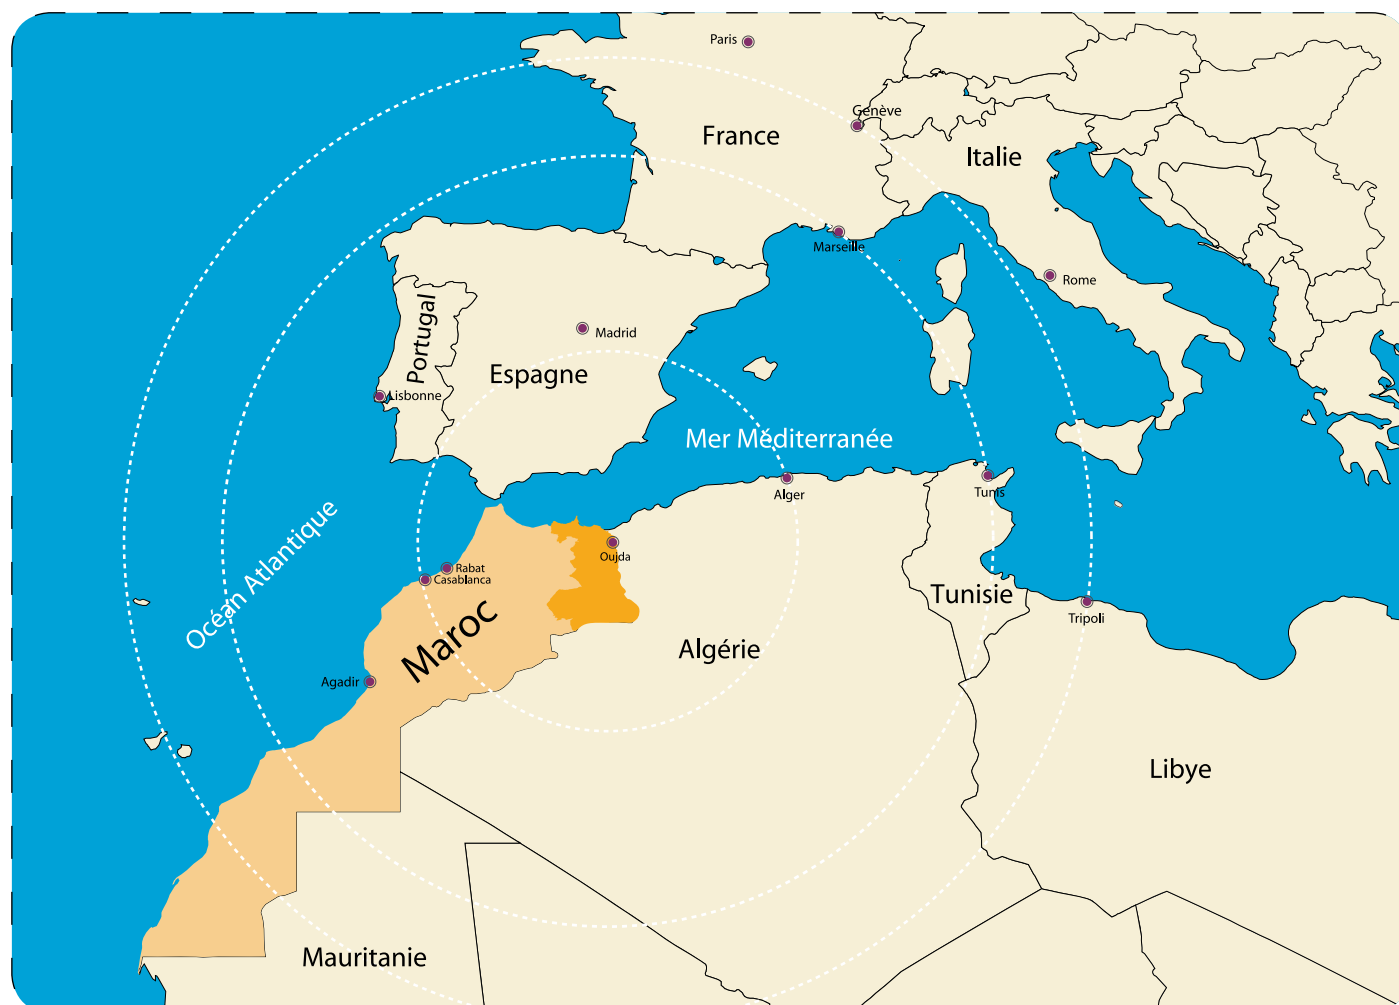 Paris
Genève
France
Italie
Marseille
Rome
Portugal
Madrid
Espagne
Lisbonne
Mer Méditerranée
Alger
Tunis
Océan Atlantique
Oujda
Rabat
Casablanca
Tunisie
Tripoli
Maroc
Algérie
Agadir
Libye
Mauritanie